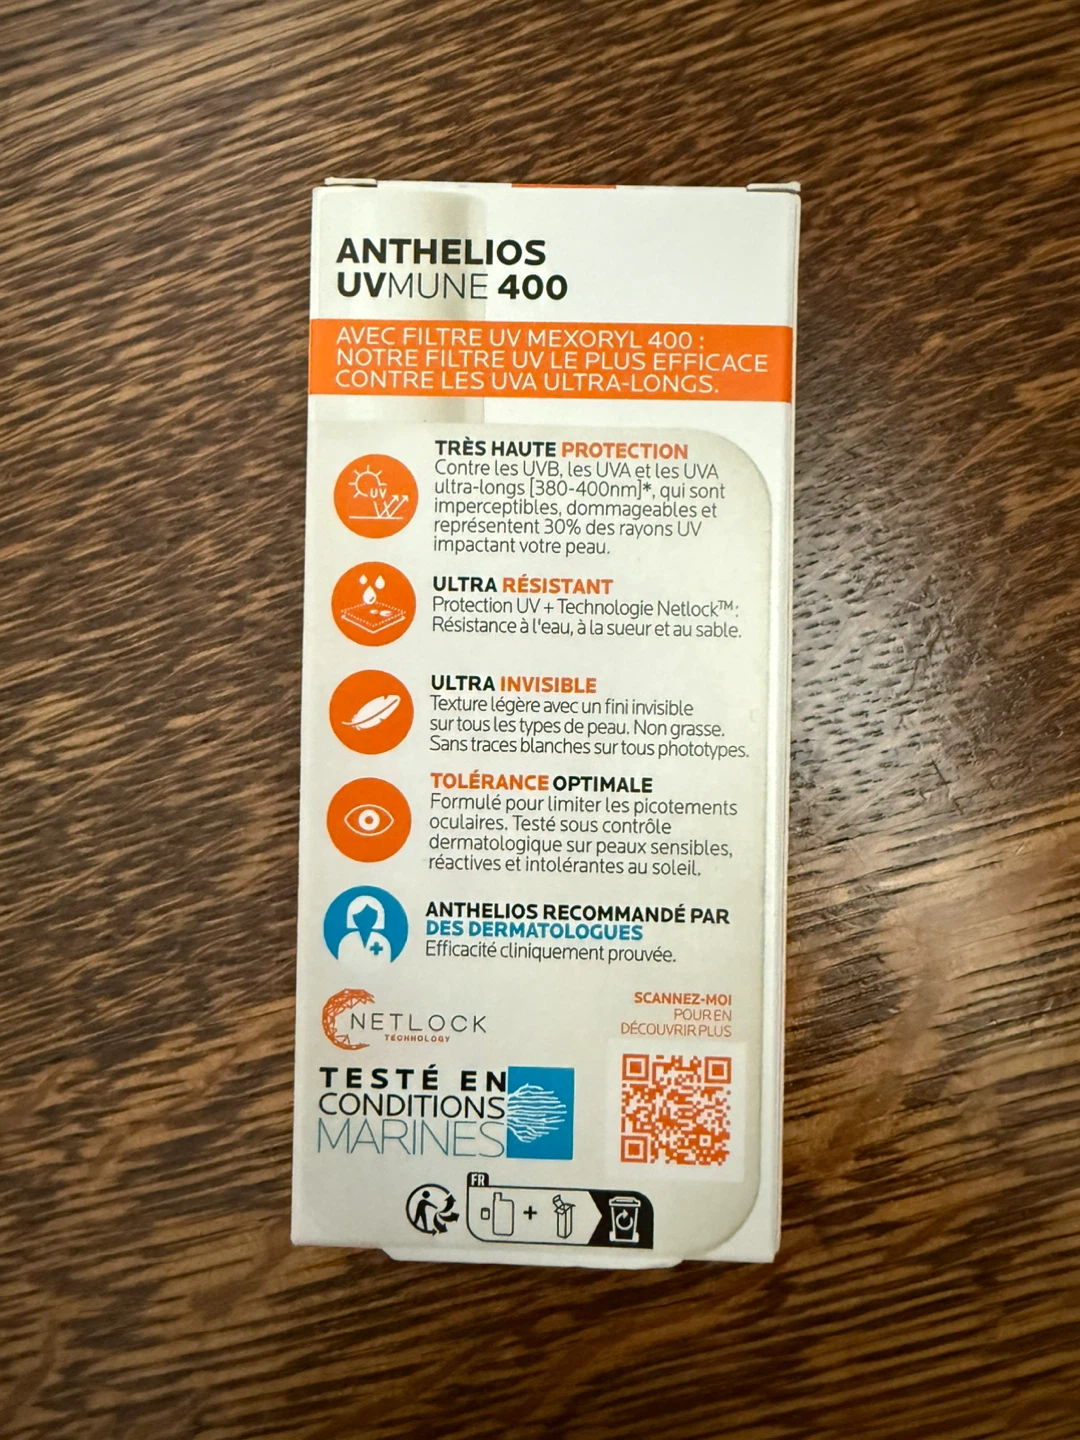 ANTHELIOS
UVMUNE 400
AVEC FILTRE UV MEXORYL 400 :
NOTRE FILTRE UV LE PLUS EFFICACE
CONTRE LES UVA ULTRA-LONGS.
TRÈS HAUTE PROTECTION
Contre les UVB, les UVA et les UVA
ultra-longs [380-400nm]*, qui sont
imperceptibles, dommageables et
représentent 30% des rayons UV
impactant votre peau.
UV
ULTRA RÉSISTANT
Protection UV + Technologie Netlock™:
Résistance à l'eau, à la sueur et au sable.
ULTRA INVISIBLE
Texture légère avec un fini invisible
sur tous les types de peau. Non grasse.
Sans traces blanches sur tous phototypes.
TOLÉRANCE OPTIMALE
Formulé pour limiter les picotements
oculaires. Testé sous contrôle
dermatologique sur peaux sensibles,
réactives et intolérantes au soleil.
ANTHELIOS RECOMMANDÉ PAR
DES DERMATOLOGUES
Efficacité cliniquement prouvée.
NETLOCK
TECHNOLOGY
SCANNEZ-MOI
POUR EN
DÉCOUVRIR PLUS
TESTÉ EN
CONDITIONS
MARINES
FR
+